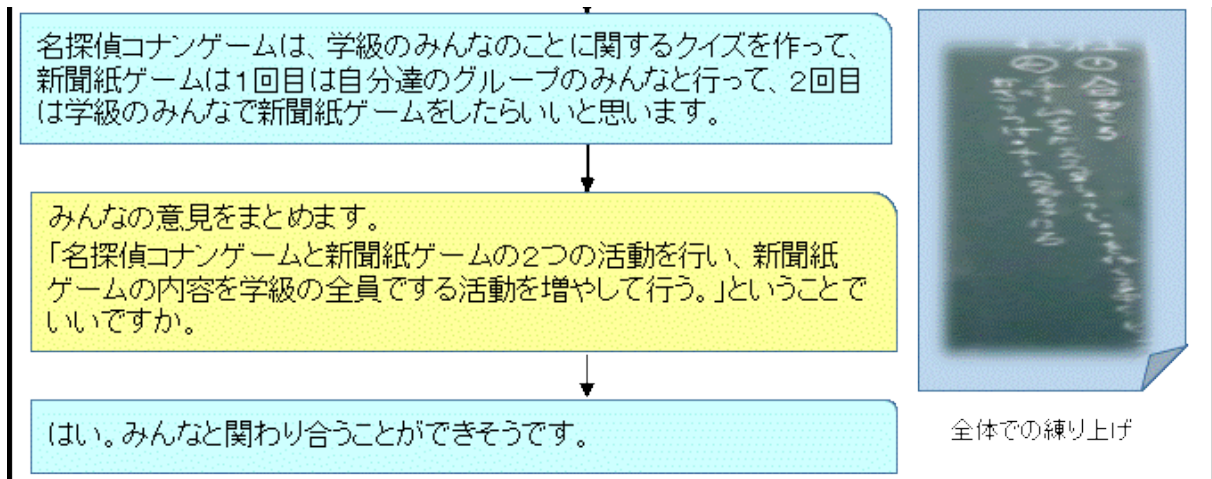 名探偵コナンゲームは、学級のみんなのことに関するクイズを作って、
新聞紙ゲームは1回目は自分達のグループのみんなと行って、2回目
は学級のみんなで新聞紙ゲームをしたらいいと思います。
みんなの意見をまとめます。
「名探偵コナンゲームと新聞紙ゲームの2つの活動を行い、新聞紙
ゲームの内容を学級の全員でする活動を増やして行う。」ということで
いいですか。
はい。みんなと関わり合うことができそうです。
① 合わせる
全体での練り上げ